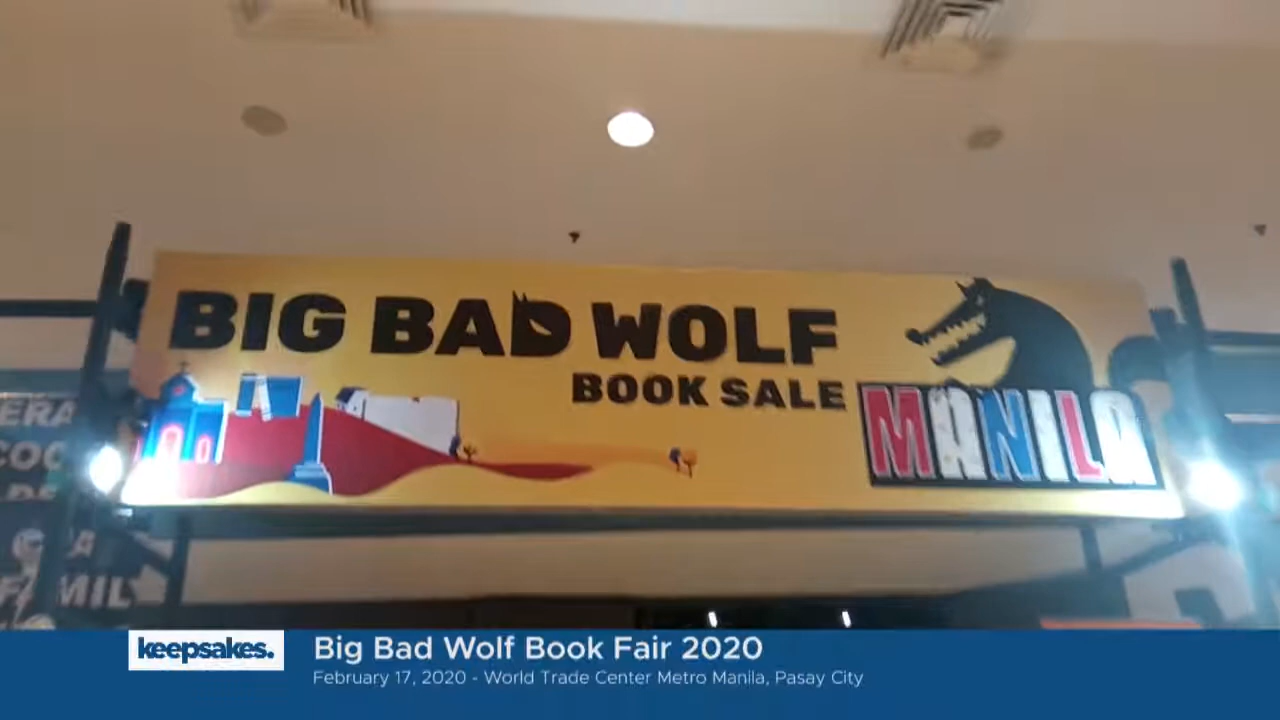 BIG BAD WOLF
BOOK SALE
MANILA
keepsakes.
Big Bad Wolf Book Fair 2020
February 17, 2020 - World Trade Center Metro Manila, Pasay City